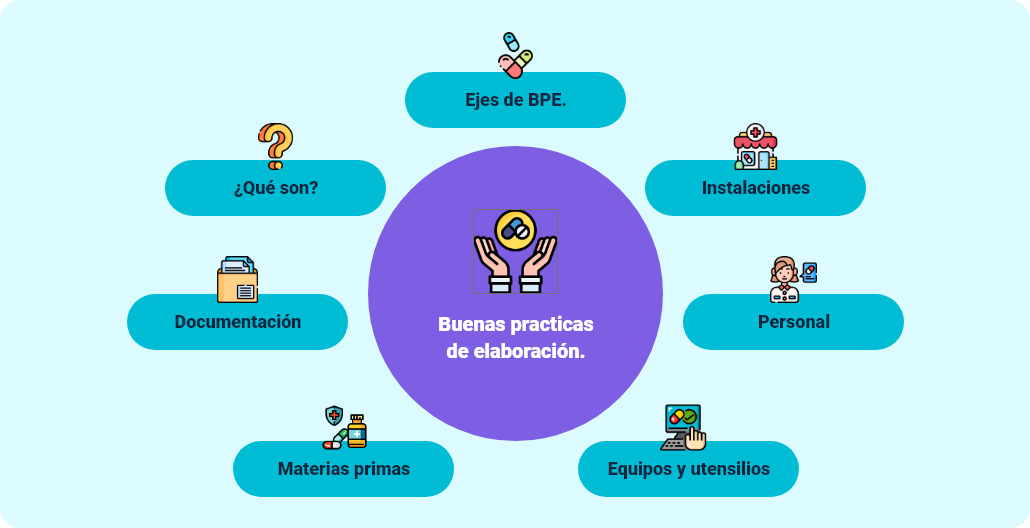 Ejes de BPE.
¿Qué son?
Instalaciones
Documentación
Buenas practicas
de elaboración.
Personal
Materias primas
Equipos y utensilios